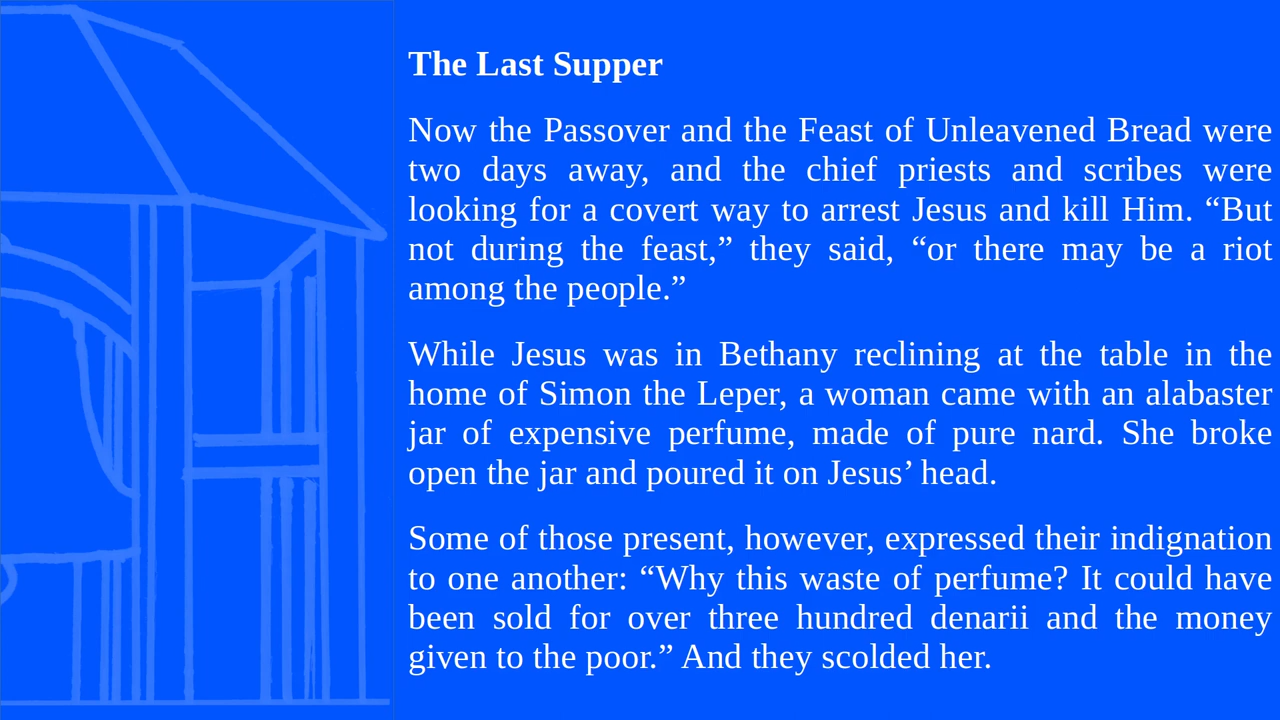 The Last Supper
Now the Passover and the Feast of Unleavened Bread were
two days away, and the chief priests and scribes were
looking for a covert way to arrest Jesus and kill Him. “But
not during the feast,” they said, “or there may be a riot
among the people.”
While Jesus was in Bethany reclining at the table in the
home of Simon the Leper, a woman came with an alabaster
jar of expensive perfume, made of pure nard. She broke
open the jar and poured it on Jesus’ head.
Some of those present, however, expressed their indignation
to one another: “Why this waste of perfume? It could have
been sold for over three hundred denarii and the money
given to the poor.” And they scolded her.